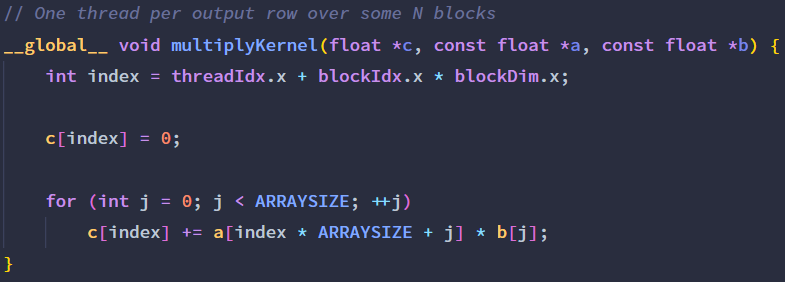 // One thread per output row over some N blocks
__global__ void multiplyKernel(float *c, const float *a, const float *b) {
    int index = threadIdx.x + blockIdx.x * blockDim.x;

    c[index] = 0;

    for (int j = 0; j < ARRAYSIZE; ++j)
        c[index] += a[index * ARRAYSIZE + j] * b[j];
}